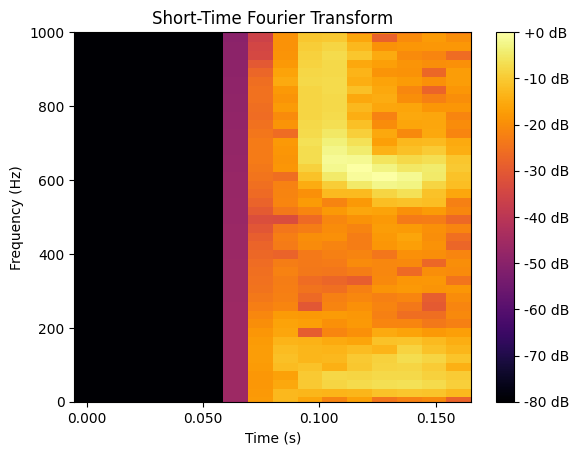 Short-Time Fourier Transform
Frequency (Hz)
1000
800
600
400
200
0
0.000
0.050
0.100
0.150
Time (s)
+0 dB
-10 dB
-20 dB
-30 dB
-40 dB
-50 dB
-60 dB
-70 dB
-80 dB